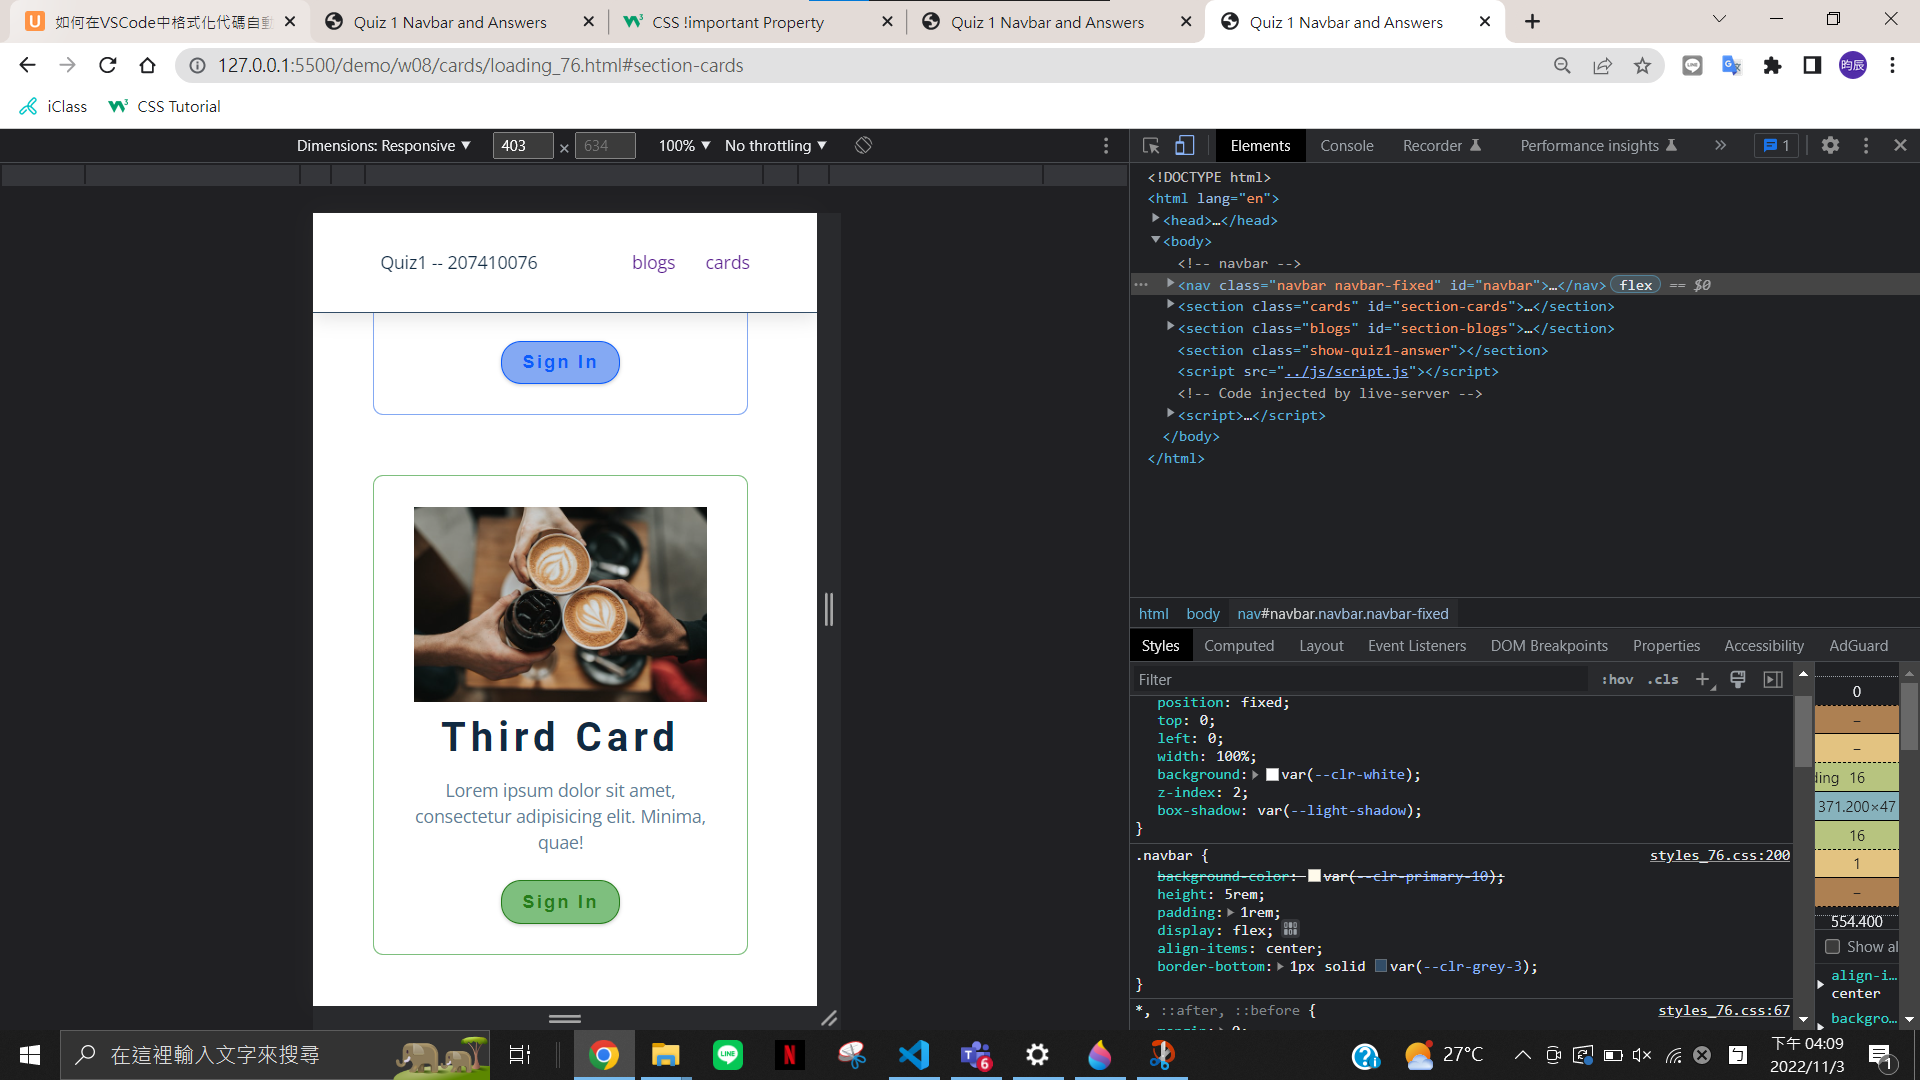 如何在VSCode中格式化代碼自動
Quiz 1 Navbar and Answers
CSS !important Property
Quiz 1 Navbar and Answers
Quiz 1 Navbar and Answers
127.0.0.1:5500/demo/w08/cards/loading_76.html#section-cards
昀辰
iClass
CSS Tutorial
Dimensions: Responsive ▼ 403 × 634 100% ▼ No throttling ▼
Elements Console Recorder Performance insights » 1
Quiz1 -- 207410076 blogs cards
Sign In
Third Card
Lorem ipsum dolor sit amet,
consectetur adipisicing elit. Minima,
quae!
Sign In
<!DOCTYPE html>
<html lang="en">
<head>…</head>
<body>
<!-- navbar -->
<nav class="navbar navbar-fixed" id="navbar">…</nav> flex == $0
<section class="cards" id="section-cards">…</section>
<section class="blogs" id="section-blogs">…</section>
<section class="show-quiz1-answer"></section>
<script src="../js/script.js"></script>
<!-- Code injected by live-server -->
<script>…</script>
</body>
</html>
html body nav#navbar.navbar.navbar-fixed
Styles Computed Layout Event Listeners DOM Breakpoints Properties Accessibility AdGuard
Filter :hov .cls
position: fixed;
top: 0;
left: 0;
width: 100%;
background: var(--clr-white);
z-index: 2;
box-shadow: var(--light-shadow);
}
.navbar { styles_76.css:200
background-color: var(--clr-primary-10);
height: 5rem;
padding: 1rem;
display: flex;
align-items: center;
border-bottom: 1px solid var(--clr-grey-3);
}
*, ::after, ::before { styles_76.css:67
0
–
–
ding 16
371.200×47
16
1
–
554.400
Show al
align-i…
center
backgro…
在這裡輸入文字來搜尋
LINE
N
6
27°C
下午 04:09
2022/11/3
1